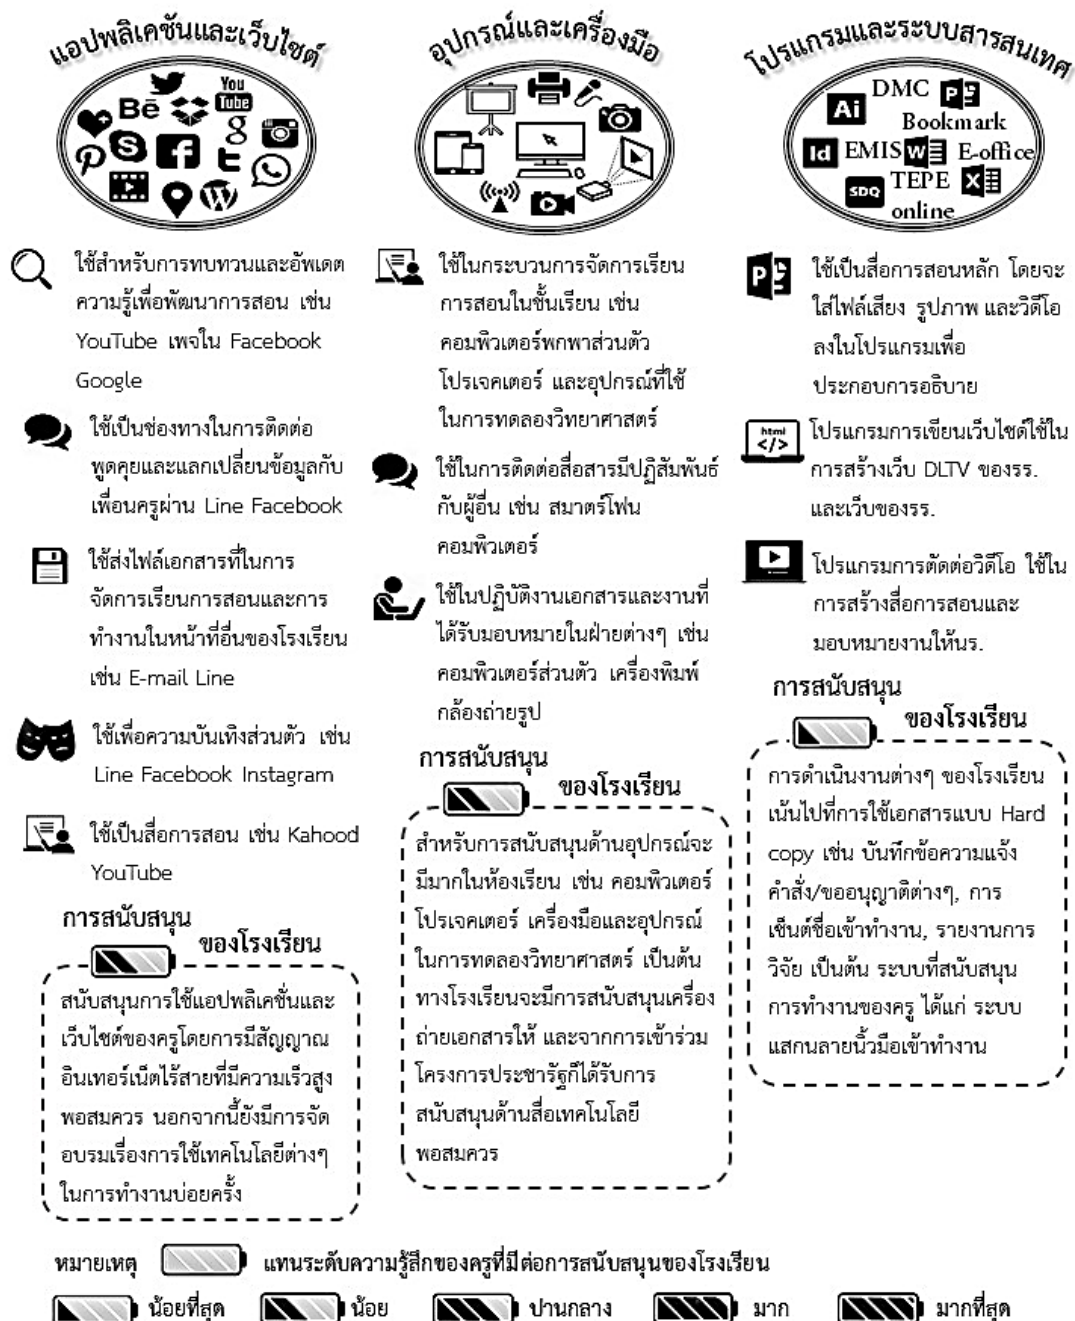 แอปพลิเคชันและเว็บไซต์
You
Tube
Bē
g
ใช้สำหรับการทบทวนและอัพเดต
ความรู้เพื่อพัฒนาการสอน เช่น
YouTube เพจใน Facebook
Google
ใช้เป็นช่องทางในการติดต่อ
พูดคุยและแลกเปลี่ยนข้อมูลกับ
เพื่อนครูผ่าน Line Facebook
ใช้ส่งไฟล์เอกสารที่ในการ
จัดการเรียนการสอนและการ
ทำงานในหน้าที่อื่นของโรงเรียน
เช่น E-mail Line
ใช้เพื่อความบันเทิงส่วนตัว เช่น
Line Facebook Instagram
ใช้เป็นสื่อการสอน เช่น Kahood
YouTube
การสนับสนุน
ของโรงเรียน
สนับสนุนการใช้แอปพลิเคชั่นและ
เว็บไซต์ของครูโดยการมีสัญญาณ
อินเทอร์เน็ตไร้สายที่มีความเร็วสูง
พอสมควร นอกจากนี้ยังมีการจัด
อบรมเรื่องการใช้เทคโนโลยีต่างๆ
ในการทำงานบ่อยครั้ง
อุปกรณ์และเครื่องมือ
ใช้ในกระบวนการจัดการเรียน
การสอนในชั้นเรียน เช่น
คอมพิวเตอร์พกพาส่วนตัว
โปรเจคเตอร์ และอุปกรณ์ที่ใช้
ในการทดลองวิทยาศาสตร์
ใช้ในการติดต่อสื่อสารมีปฏิสัมพันธ์
กับผู้อื่น เช่น สมาตร์โฟน
คอมพิวเตอร์
ใช้ในปฏิบัติงานเอกสารและงานที่
ได้รับมอบหมายในฝ่ายต่างๆ เช่น
คอมพิวเตอร์ส่วนตัว เครื่องพิมพ์
กล้องถ่ายรูป
การสนับสนุน
ของโรงเรียน
สำหรับการสนับสนุนด้านอุปกรณ์จะ
มีมากในห้องเรียน เช่น คอมพิวเตอร์
โปรเจคเตอร์ เครื่องมือและอุปกรณ์
ในการทดลองวิทยาศาสตร์ เป็นต้น
ทางโรงเรียนจะมีการสนับสนุนเครื่อง
ถ่ายเอกสารให้ และจากการเข้าร่วม
โครงการประชารัฐก็ได้รับการ
สนับสนุนด้านสื่อเทคโนโลยี
พอสมควร
โปรแกรมและระบบสารสนเทศ
Ai DMC P
Bookmark
Id EMIS W E-office
SDQ TEPE X
online
ใช้เป็นสื่อการสอนหลัก โดยจะ
ใส่ไฟล์เสียง รูปภาพ และวิดีโอ
ลงในโปรแกรมเพื่อ
ประกอบการอธิบาย
html
</>
โปรแกรมการเขียนเว็บไซต์ใช้ใน
การสร้างเว็บ DLTV ของรร.
และเว็บของรร.
โปรแกรมการตัดต่อวิดีโอ ใช้ใน
การสร้างสื่อการสอนและ
มอบหมายงานให้นร.
การสนับสนุน
ของโรงเรียน
การดำเนินงานต่างๆ ของโรงเรียน
เน้นไปที่การใช้เอกสารแบบ Hard
copy เช่น บันทึกข้อความแจ้ง
คำสั่ง/ขออนุญาติต่างๆ, การ
เซ็นต์ชื่อเข้าทำงาน, รายงานการ
วิจัย เป็นต้น ระบบที่สนับสนุน
การทำงานของครู ได้แก่ ระบบ
แสกนลายนิ้วมือเข้าทำงาน
หมายเหตุ แทนระดับความรู้สึกของครูที่มีต่อการสนับสนุนของโรงเรียน
น้อยที่สุด น้อย ปานกลาง มาก มากที่สุด